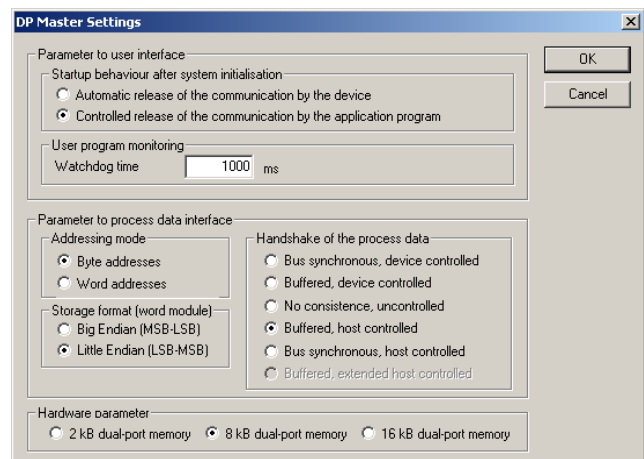 DP Master Settings
OK
Cancel
Parameter to user interface
Startup behaviour after system initialisation
Automatic release of the communication by the device
Controlled release of the communication by the application program
User program monitoring
Watchdog time 1000 ms
Parameter to process data interface
Addressing mode
Byte addresses
Word addresses
Storage format (word module)
Big Endian (MSB-LSB)
Little Endian (LSB-MSB)
Handshake of the process data
Bus synchronous, device controlled
Buffered, device controlled
No consistence, uncontrolled
Buffered, host controlled
Bus synchronous, host controlled
Buffered, extended host controlled
Hardware parameter
2 kB dual-port memory 8 kB dual-port memory 16 kB dual-port memory